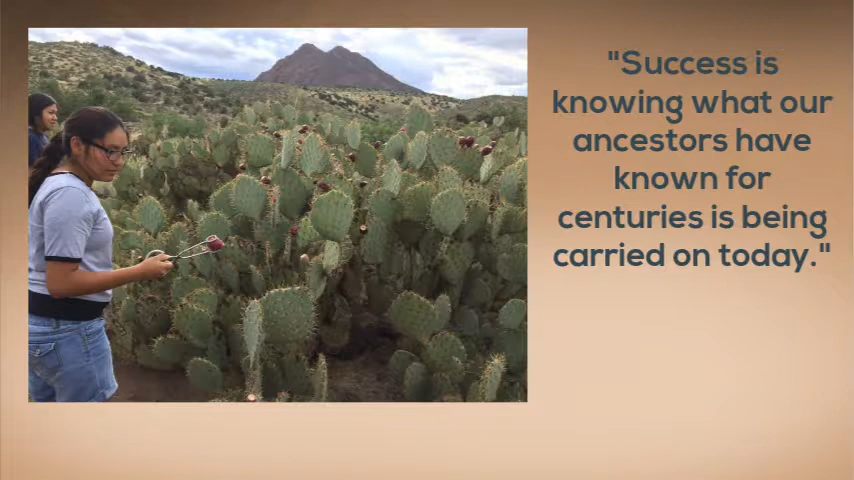 "Success is
knowing what our
ancestors have
known for
centuries is being
carried on today."